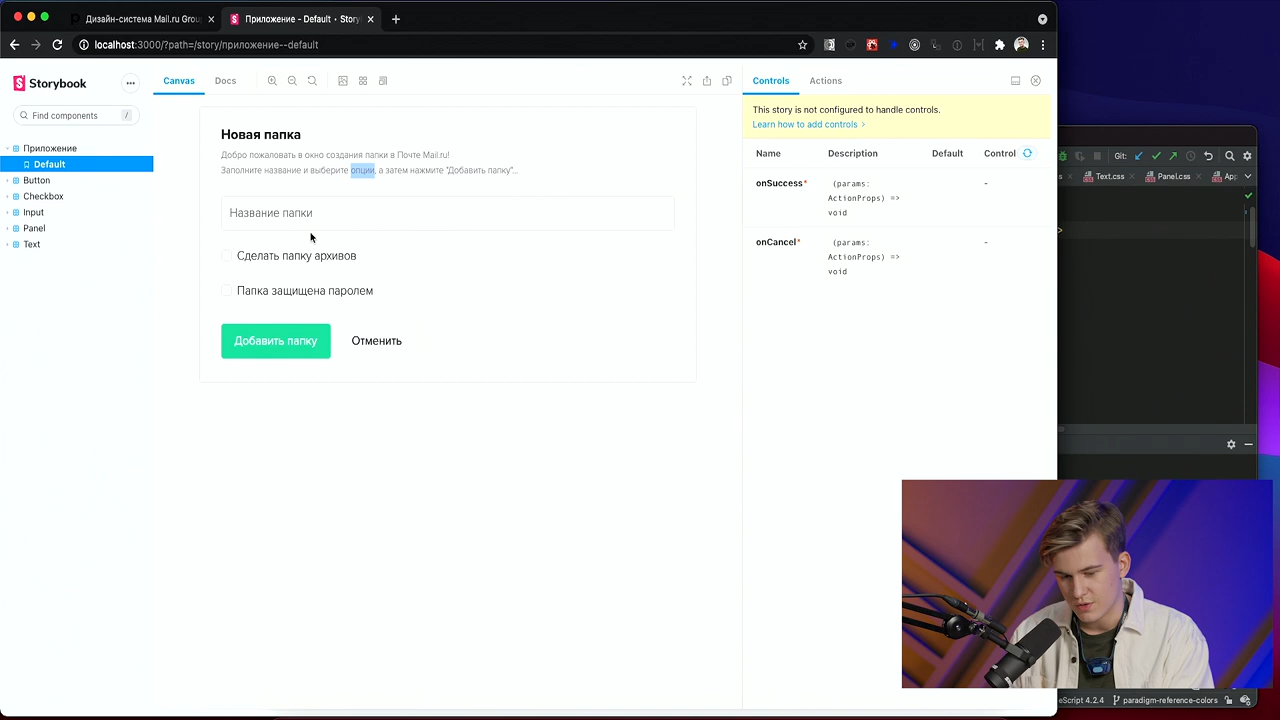 Дизайн-система Mail.ru Grou
Приложение - Default · Story
localhost:3000/?path=/story/приложение--default
Storybook
Canvas
Docs
Controls
Actions
Find components
/
This story is not configured to handle controls.
Learn how to add controls
Приложение
Default
Button
Checkbox
Input
Panel
Text
Новая папка
Добро пожаловать в окно создания папки в Почте Mail.ru!
Заполните название и выберите опции, а затем нажмите "Добавить папку"...
Название папки
Сделать папку архивов
Папка защищена паролем
Добавить папку
Отменить
Name
Description
Default
Control
onSuccess*
(params:
ActionProps) =>
void
-
onCancel*
(params:
ActionProps) =>
void
-
Git:
Text.css
Panel.css
App
eScript 4.2.4
paradigm-reference-colors